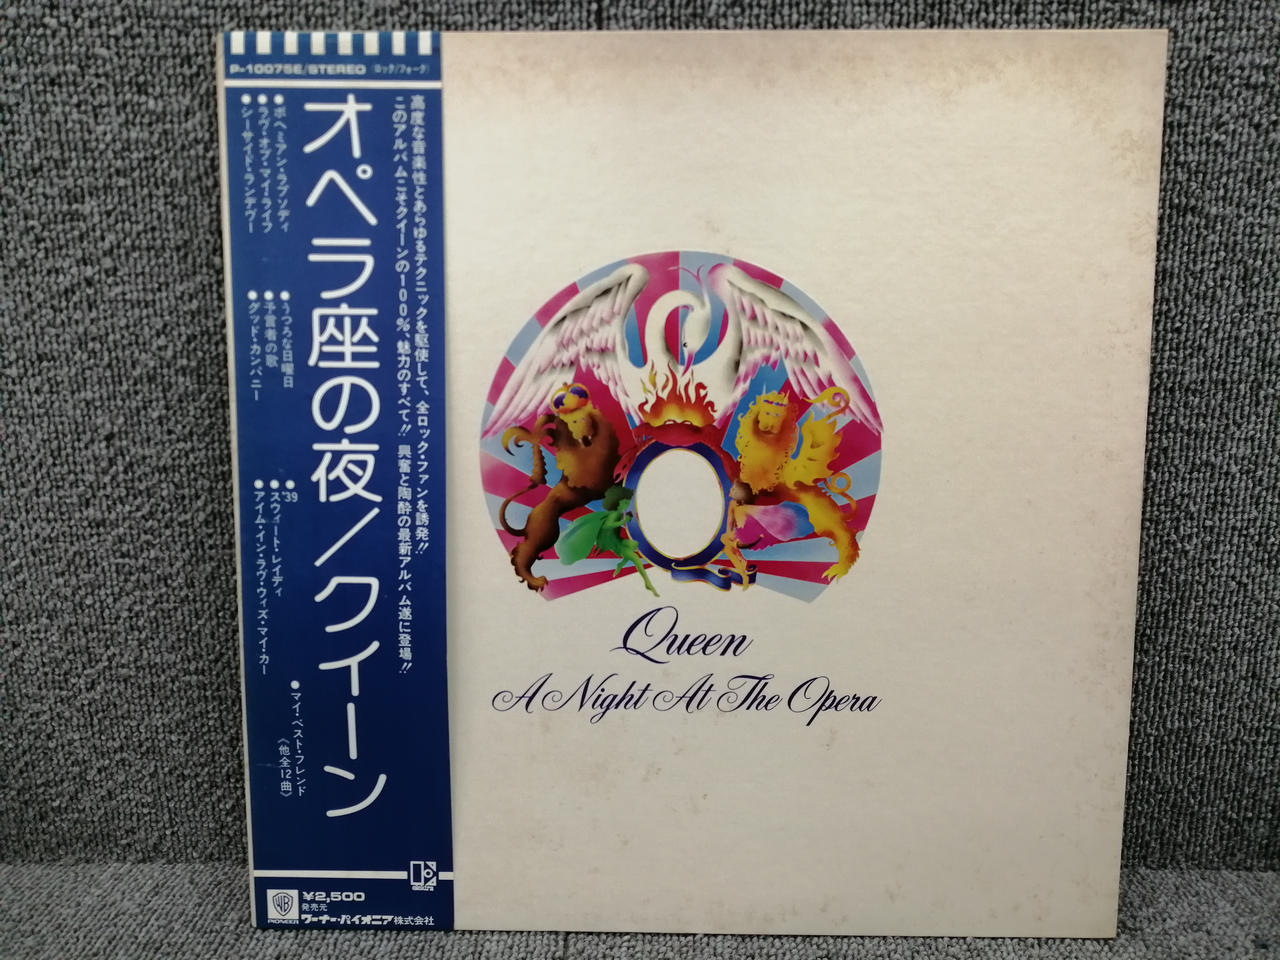 P-10075E/STEREO (ロック/フォーク)
高度な音楽性とあらゆるテクニックを駆使して、全ロック・ファンを誘発!!
このアルバムこそクイーンの100%、魅力のすべて!! 興奮と陶酔の最新アルバム遂に登場!!
オペラ座の夜/クイーン
●ボヘミアン・ラプソディ
●ラヴ・オブ・マイ・ライフ
●シーサイド・ランデヴー
●うつろな日曜日
●予言者の歌
●グッド・カンパニー
●'39
●スウィート・レイディ
●アイム・イン・ラヴ・ウィズ・マイ・カー
●マイ・ベスト・フレンド
《他全12曲》
elektra
WB
PIONEER
¥2,500
発売元
ワーナー・パイオニア株式会社
Queen
A Night At The Opera